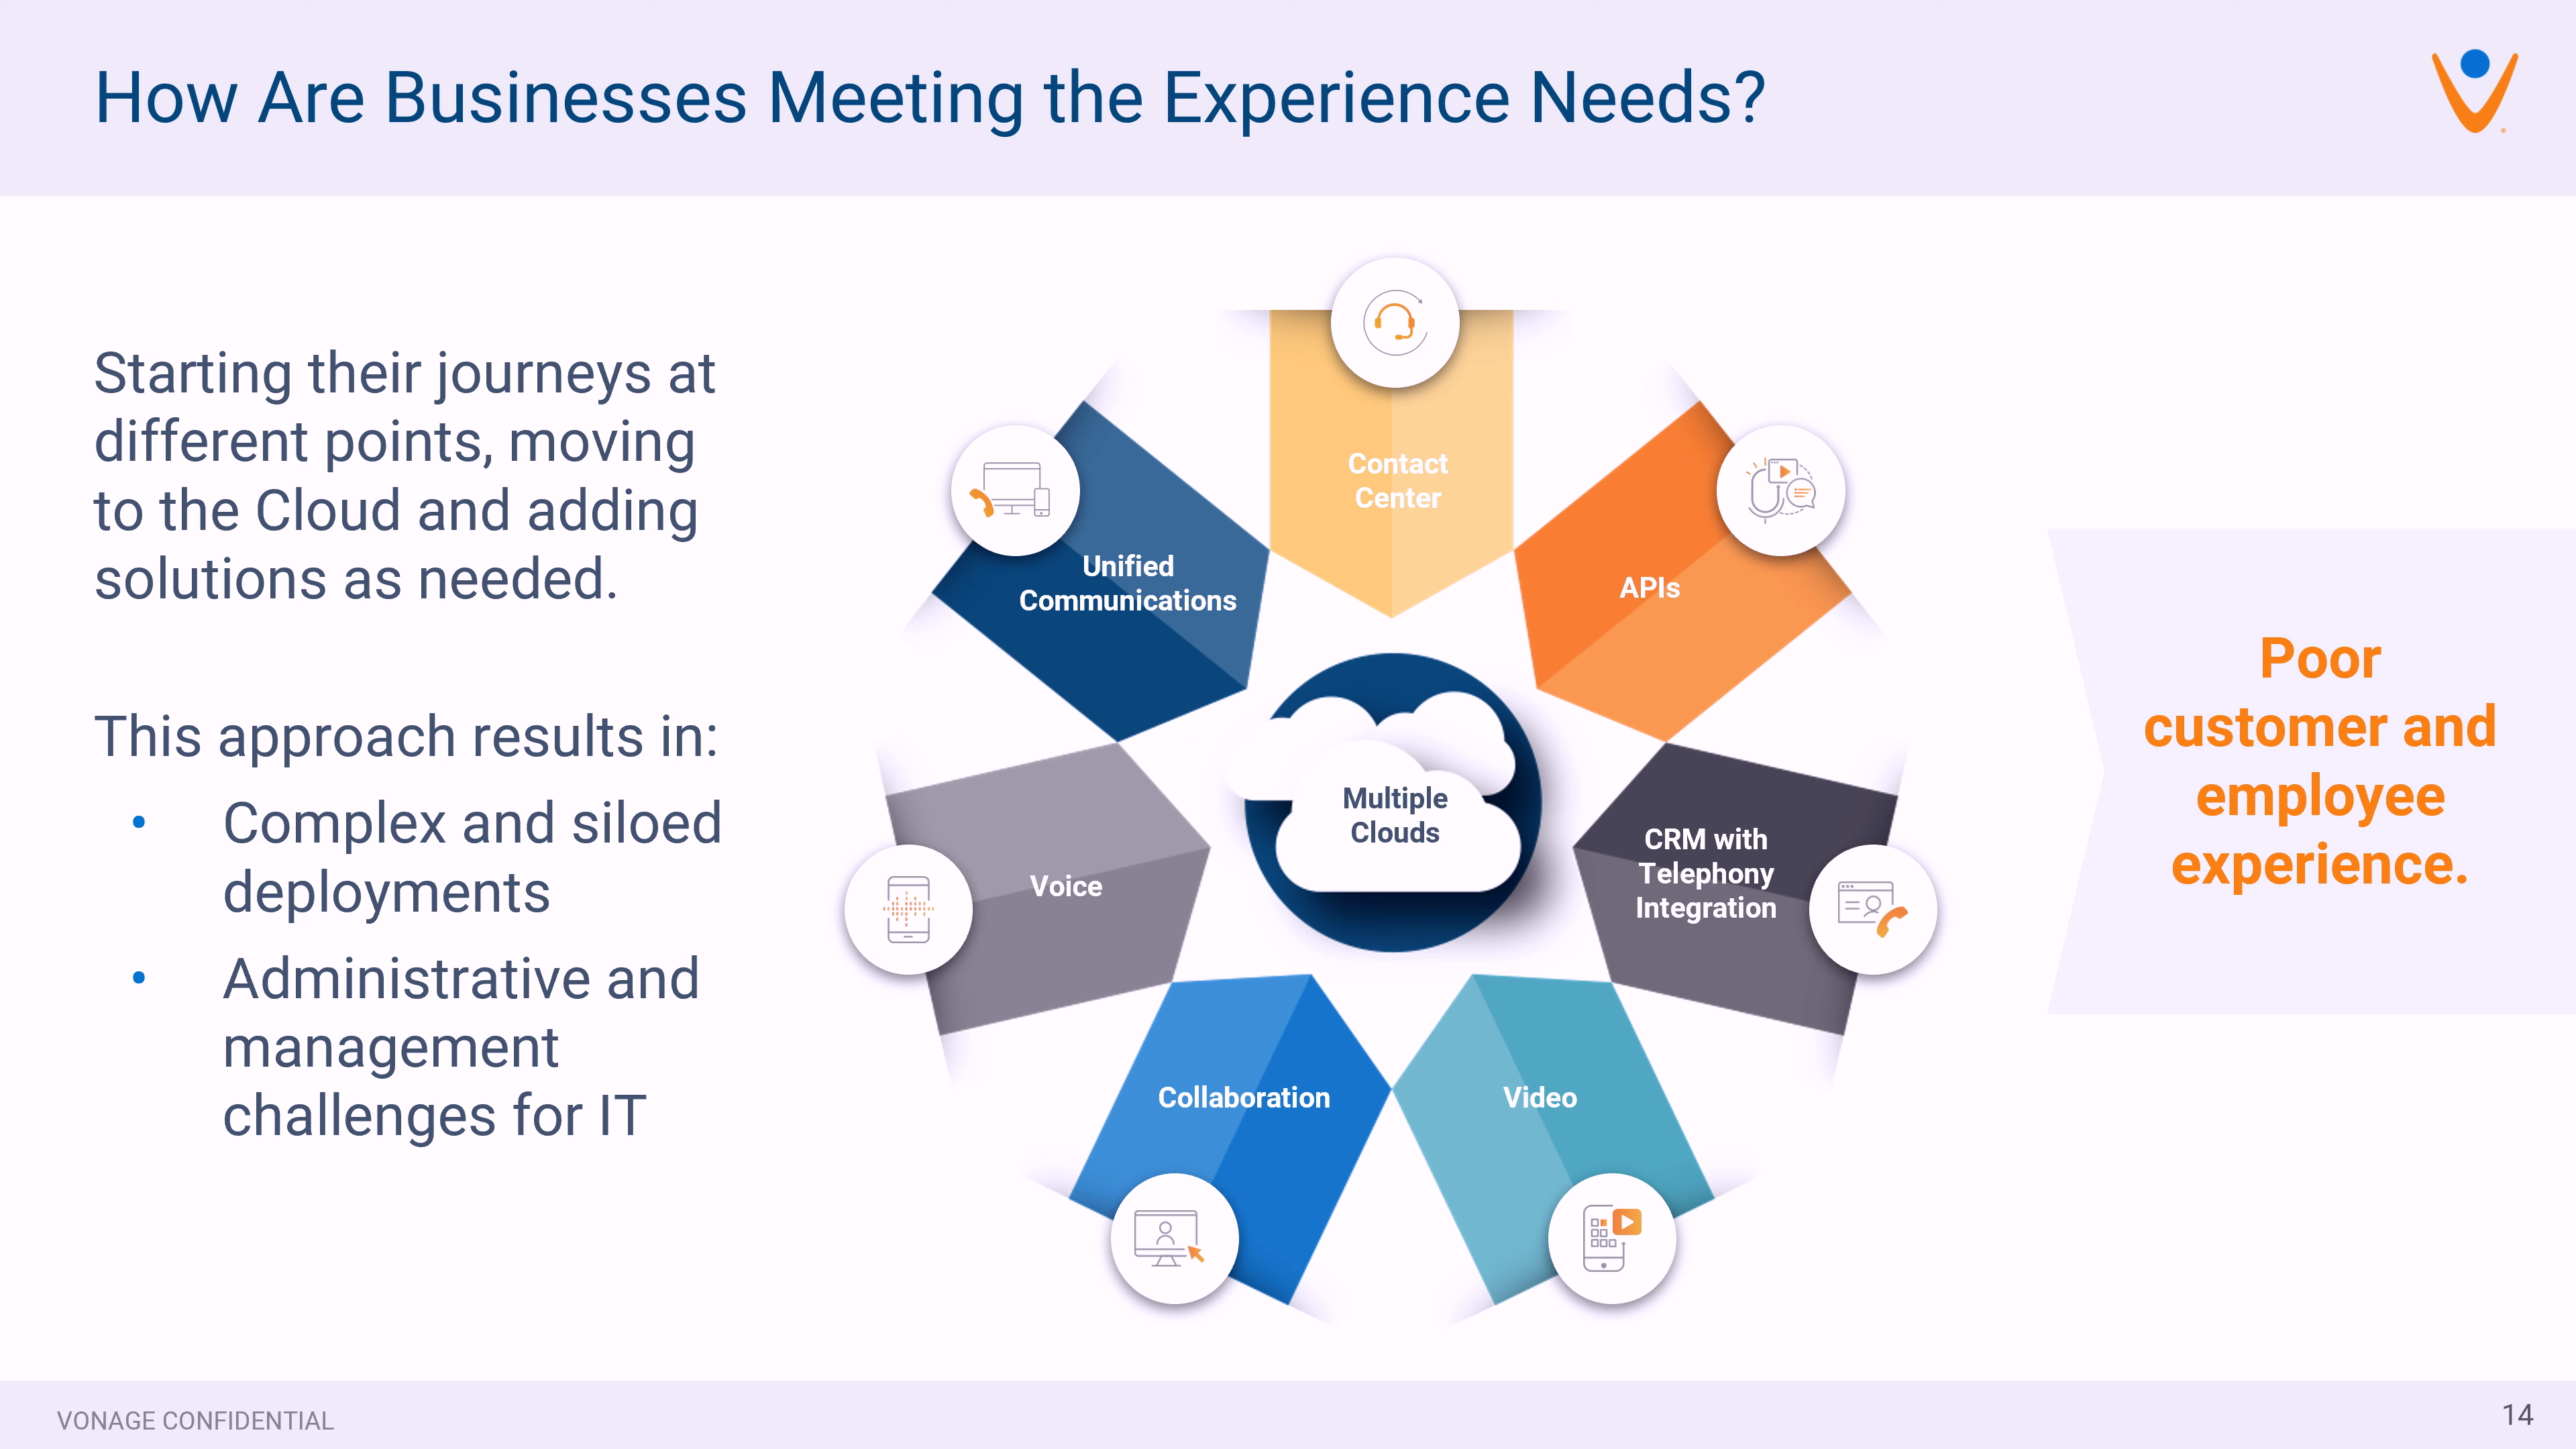 How Are Businesses Meeting the Experience Needs?
Starting their journeys at
different points, moving
to the Cloud and adding
solutions as needed.
This approach results in:
• Complex and siloed
deployments
• Administrative and
management
challenges for IT
Contact
Center
Unified
Communications
APIs
Multiple
Clouds
Voice
CRM with
Telephony
Integration
Collaboration
Video
Poor
customer and
employee
experience.
VONAGE CONFIDENTIAL
14